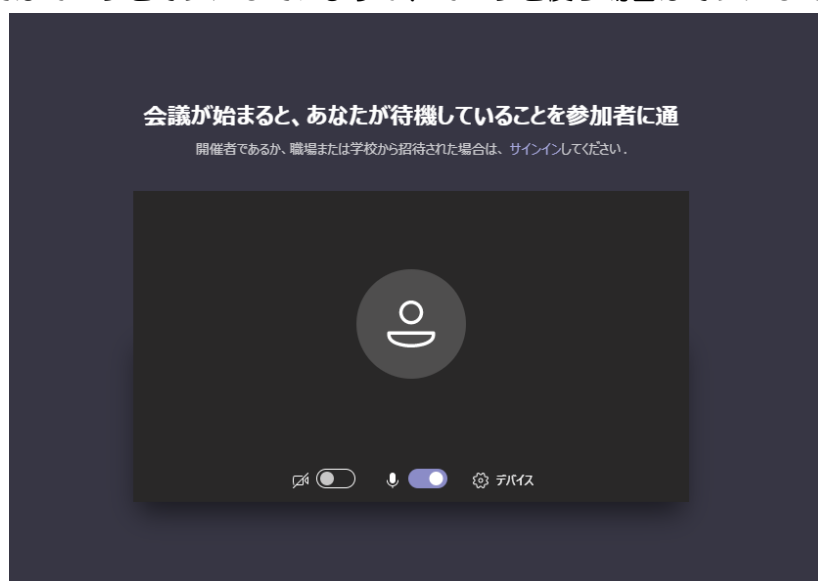 会議が始まると、あなたが待機していることを参加者に通
開催者であるか、職場または学校から招待された場合は、サインインしてください.
デバイス